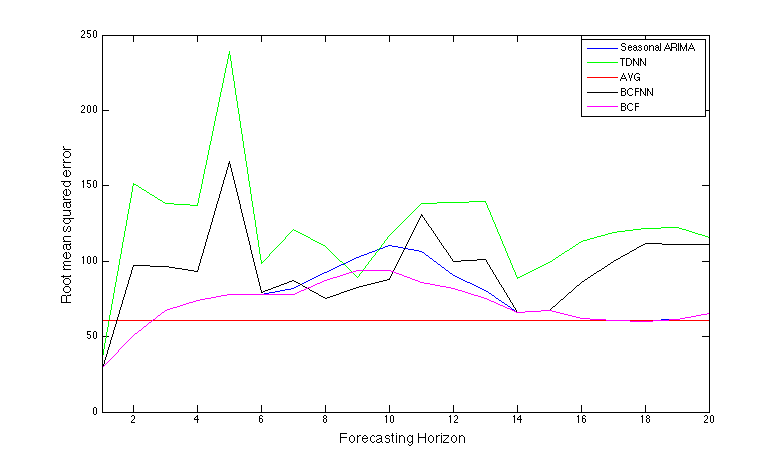 250
200
150
100
50
0
Root mean squared error
2 4 6 8 10 12 14 16 18 20
Forecasting Horizon
Seasonal ARIMA
TDNN
AVG
BCFNN
BCF